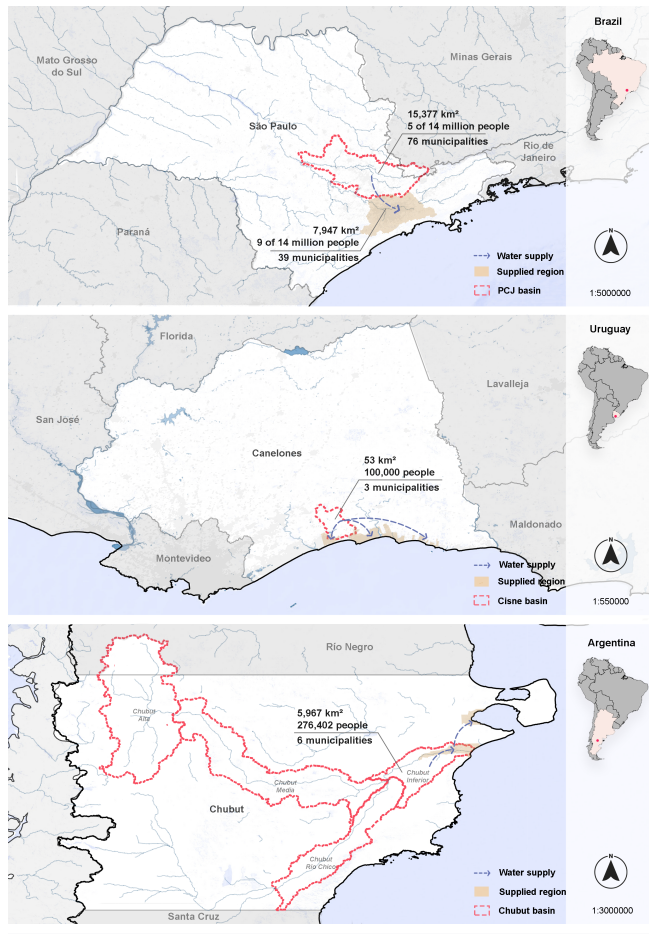 Brazil
Mato Grosso
do Sul
Minas Gerais
15,377 km²
5 of 14 million people
76 municipalities
São Paulo
Rio de
Janeiro
7,947 km²
9 of 14 million people
39 municipalities
Paraná
Water supply
Supplied region
PCJ basin
1:5000000
Uruguay
Florida
Lavalleja
San José
Canelones
53 km²
100,000 people
3 municipalities
Maldonado
Montevideo
Water supply
Supplied region
Cisne basin
1:550000
Argentina
Río Negro
Chubut
Alta
5,967 km²
276,402 people
6 municipalities
Chubut
Inferior
Chubut
Media
Chubut
Chubut
Rio Chico
Water supply
Supplied region
Chubut basin
Santa Cruz
1:3000000